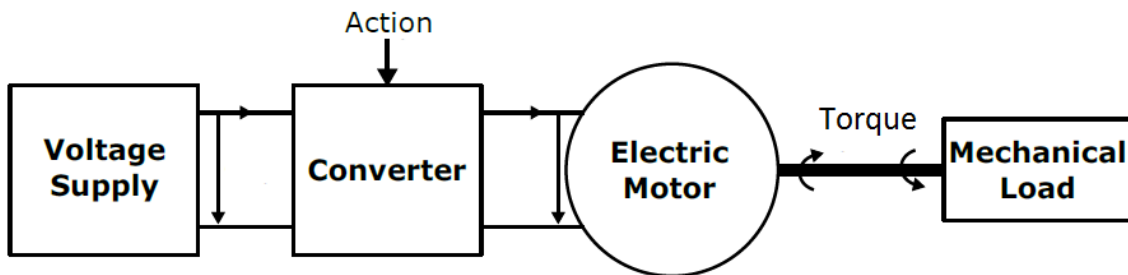 Action
Voltage
Supply
Converter
Electric
Motor
Torque
Mechanical
Load